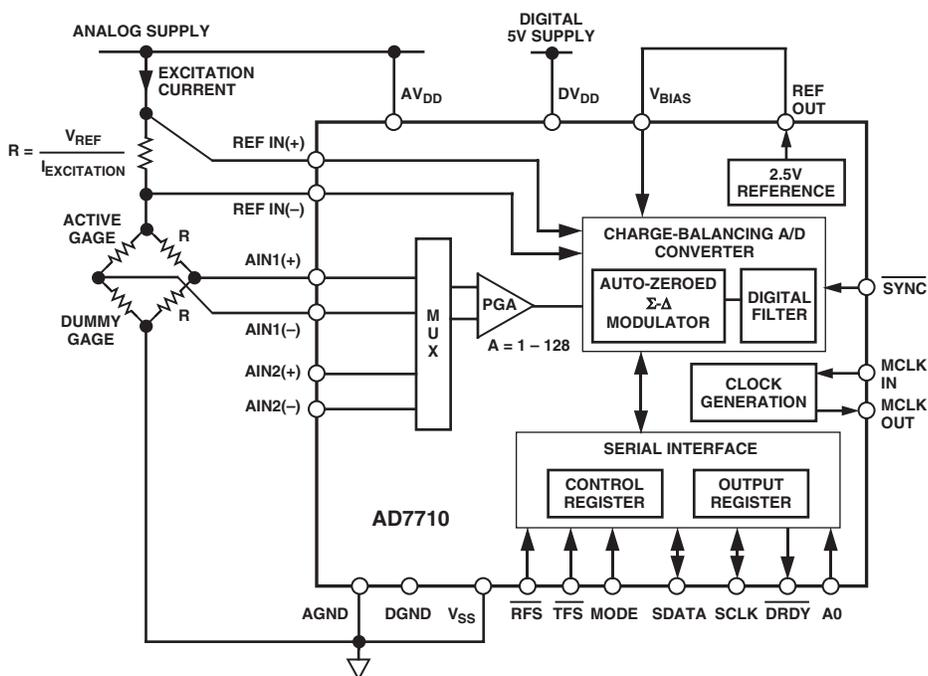 ANALOG SUPPLY
DIGITAL
5V SUPPLY
EXCITATION
CURRENT
AVDD
DVDD
VBIAS
REF
OUT
R = VREF
IEXCITATION
REF IN(+)
REF IN(–)
2.5V
REFERENCE
ACTIVE
GAGE
R
AIN1(+)
CHARGE-BALANCING A/D
CONVERTER
AUTO-ZEROED
Σ-Δ
MODULATOR
DIGITAL
FILTER
SYNC
MUX
PGA
A = 1 – 128
R
DUMMY
GAGE
AIN1(–)
AIN2(+)
AIN2(–)
CLOCK
GENERATION
MCLK
IN
MCLK
OUT
SERIAL INTERFACE
CONTROL
REGISTER
OUTPUT
REGISTER
AD7710
AGND
DGND
VSS
RFS
TFS
MODE
SDATA
SCLK
DRDY
A0